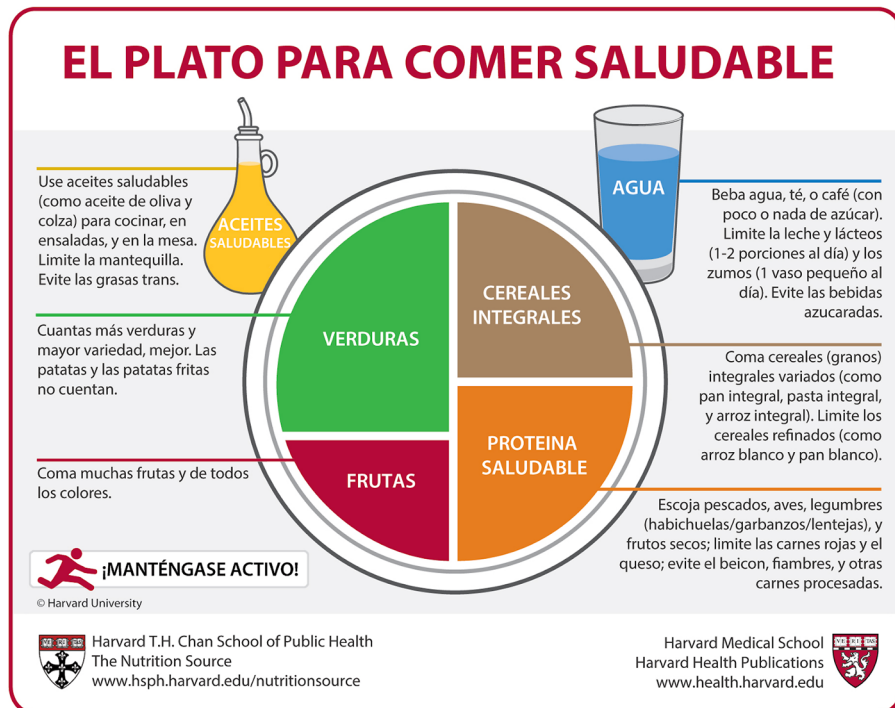 EL PLATO PARA COMER SALUDABLE
Use aceites saludables
(como aceite de oliva y
colza) para cocinar, en
ensaladas, y en la mesa.
Limite la mantequilla.
Evite las grasas trans.
ACEITES
SALUDABLES
AGUA
Beba agua, té, o café (con
poco o nada de azúcar).
Limite la leche y lácteos
(1-2 porciones al día) y los
zumos (1 vaso pequeño al
día). Evite las bebidas
azucaradas.
Cuantas más verduras y
mayor variedad, mejor. Las
patatas y las patatas fritas
no cuentan.
VERDURAS
CEREALES
INTEGRALES
Coma cereales (granos)
integrales variados (como
pan integral, pasta integral,
y arroz integral). Limite los
cereales refinados (como
arroz blanco y pan blanco).
Coma muchas frutas y de todos
los colores.
FRUTAS
PROTEINA
SALUDABLE
Escoja pescados, aves, legumbres
(habichuelas/garbanzos/lentejas), y
frutos secos; limite las carnes rojas y el
queso; evite el beicon, fiambres, y otras
carnes procesadas.
¡MANTÉNGASE ACTIVO!
© Harvard University
Harvard T.H. Chan School of Public Health
The Nutrition Source
www.hsph.harvard.edu/nutritionsource
Harvard Medical School
Harvard Health Publications
www.health.harvard.edu
VE RI TAS